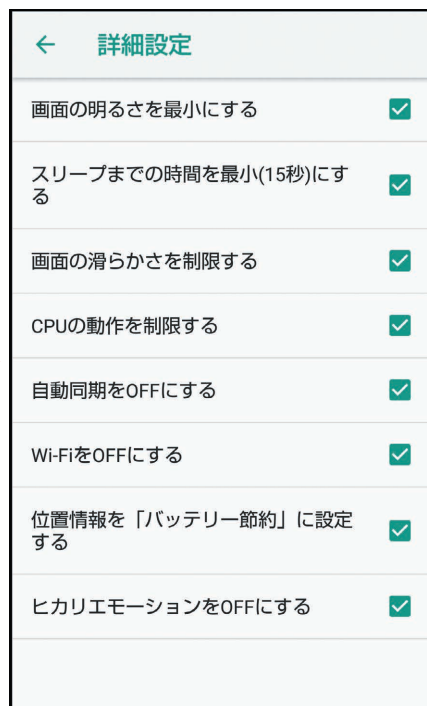 詳細設定
画面の明るさを最小にする
スリープまでの時間を最小(15秒)にす
る
画面の滑らかさを制限する
CPUの動作を制限する
自動同期をOFFにする
Wi-FiをOFFにする
位置情報を「バッテリー節約」に設定
する
ヒカリエモーションをOFFにする